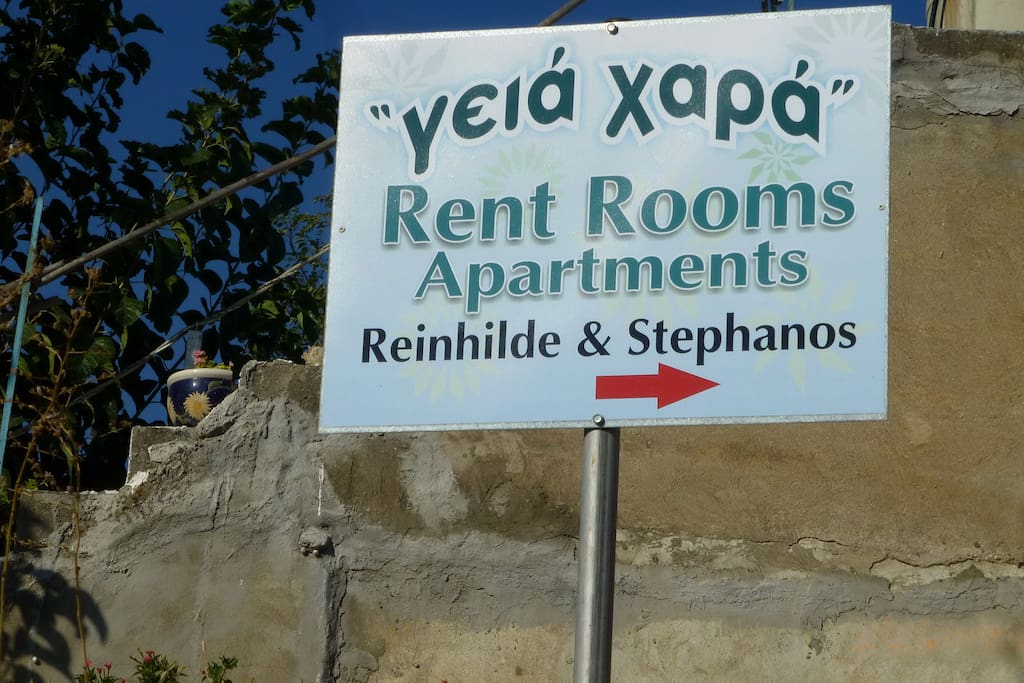 "γειά χαρά"
Rent Rooms
Apartments
Reinhilde & Stephanos